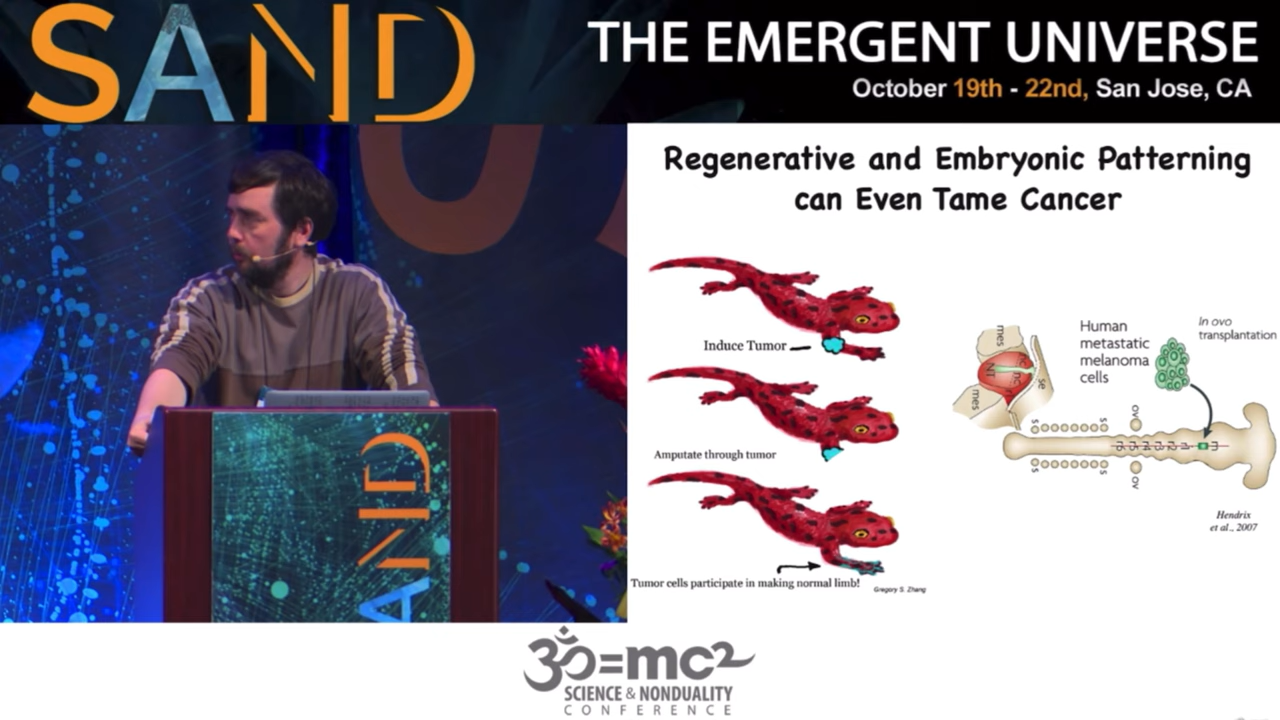 SAND
THE EMERGENT UNIVERSE
October 19th - 22nd, San Jose, CA
Regenerative and Embryonic Patterning
can Even Tame Cancer
Induce Tumor
Amputate through tumor
Tumor cells participate in making normal limb!
Gregory S. Zhang
Human
metastatic
melanoma
cells
In ovo
transplantation
mes
NT
nc
se
mes
s
s
ov
s
s
ov
m
Hendrix
et al., 2007
SAND
ॐ=mc2
SCIENCE & NONDUALITY
CONFERENCE